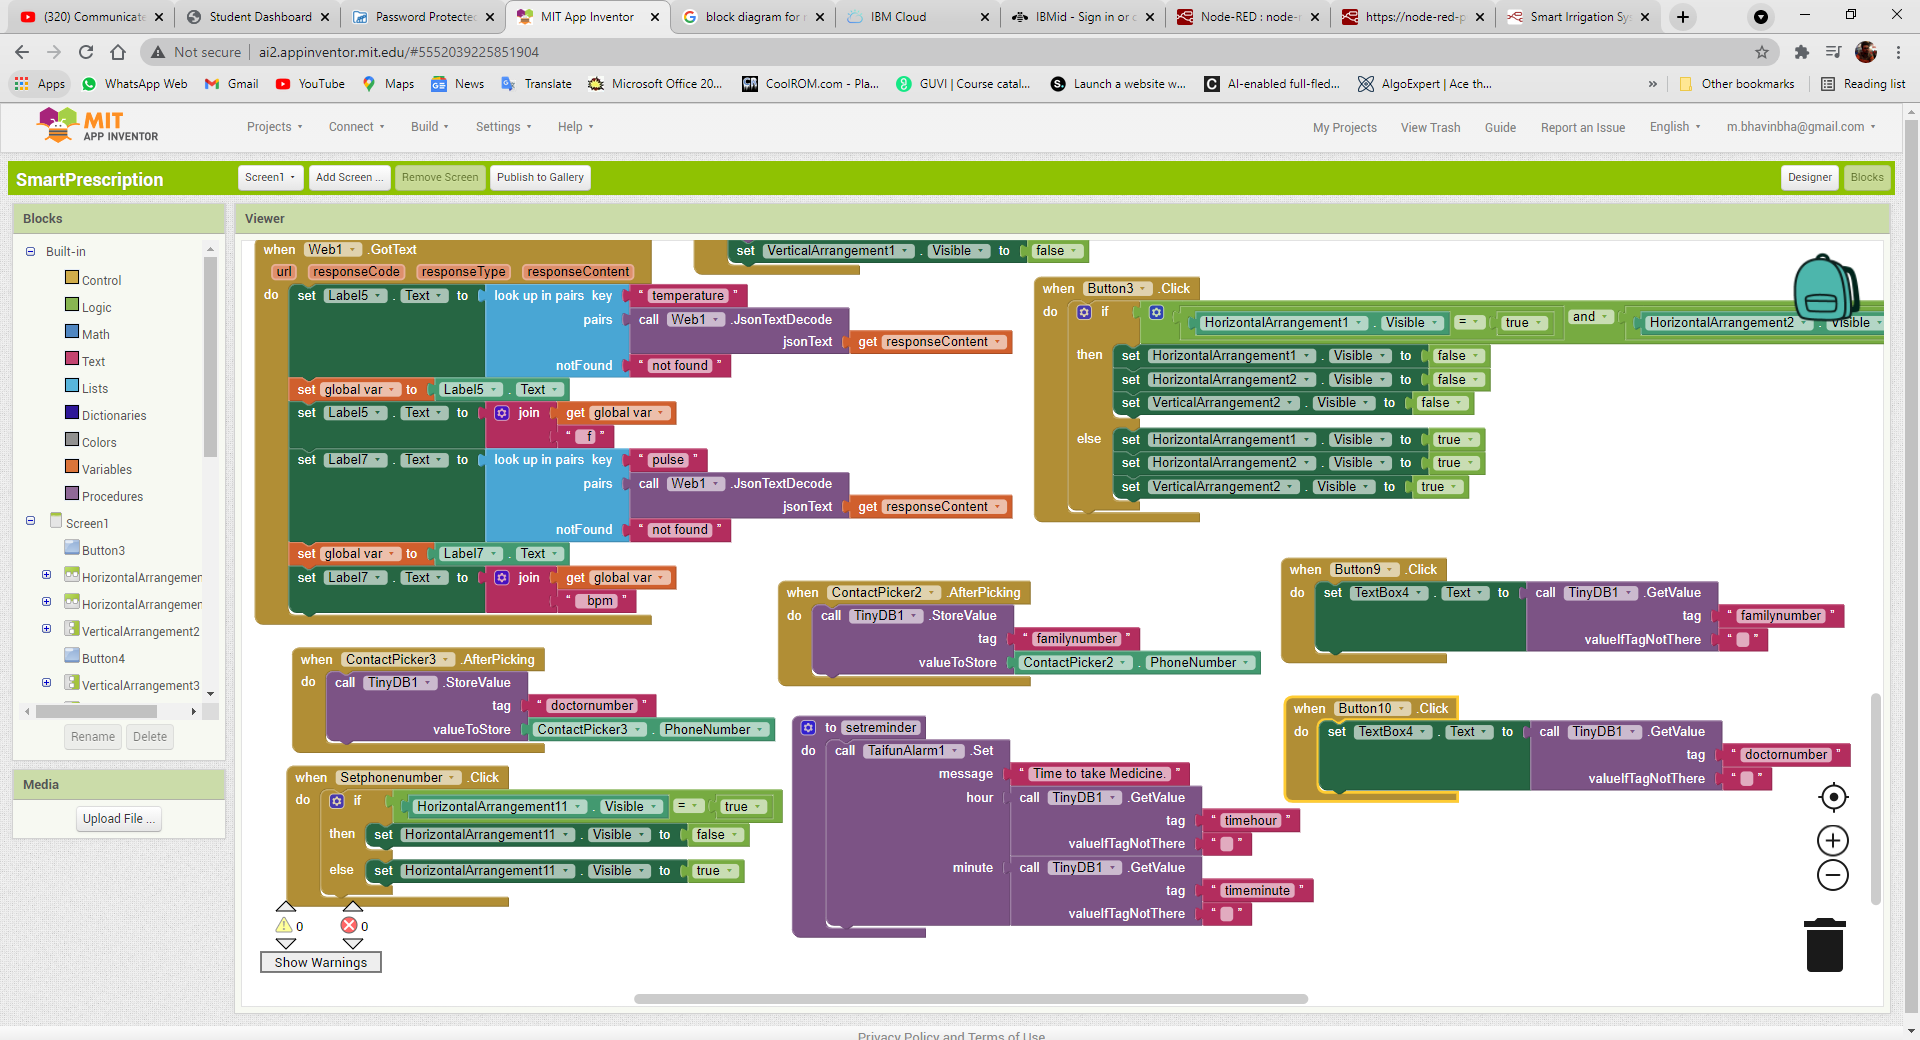 (320) Communicate
Student Dashboard
Password Protected
MIT App Inventor
block diagram for
IBM Cloud
IBMid - Sign in or c
Node-RED : node-
https://node-red-p
Smart Irrigation Sy
Not secure
ai2.appinventor.mit.edu/#5552039225851904
Apps
WhatsApp Web
Gmail
YouTube
Maps
News
Translate
Microsoft Office 20...
CoolROM.com - Pla...
GUVI | Course catal...
Launch a website w...
AI-enabled full-fled...
AlgoExpert | Ace th...
»
Other bookmarks
Reading list
MIT
APP INVENTOR
Projects
Connect
Build
Settings
Help
My Projects
View Trash
Guide
Report an Issue
English
m.bhavinbha@gmail.com
SmartPrescription
Screen1
Add Screen ...
Remove Screen
Publish to Gallery
Designer
Blocks
Blocks
Built-in
Control
Logic
Math
Text
Lists
Dictionaries
Colors
Variables
Procedures
Screen1
Button3
HorizontalArrangemen
HorizontalArrangemen
VerticalArrangement2
Button4
VerticalArrangement3
Rename
Delete
Media
Upload File ...
Viewer
when Web1 .GotText
url responseCode responseType responseContent
do set Label5 . Text to look up in pairs key " temperature "
pairs call Web1 .JsonTextDecode
jsonText get responseContent
notFound " not found "
set global var to Label5 . Text
set Label5 . Text to join get global var
" f "
set Label7 . Text to look up in pairs key " pulse "
pairs call Web1 .JsonTextDecode
jsonText get responseContent
notFound " not found "
set global var to Label7 . Text
set Label7 . Text to join get global var
" bpm "
set VerticalArrangement1 . Visible to false
when Button3 .Click
do if HorizontalArrangement1 . Visible = true and HorizontalArrangement2 . Visible
then set HorizontalArrangement1 . Visible to false
set HorizontalArrangement2 . Visible to false
set VerticalArrangement2 . Visible to false
else set HorizontalArrangement1 . Visible to true
set HorizontalArrangement2 . Visible to true
set VerticalArrangement2 . Visible to true
when ContactPicker2 .AfterPicking
do call TinyDB1 .StoreValue
tag " familynumber "
valueToStore ContactPicker2 . PhoneNumber
when Button9 .Click
do set TextBox4 . Text to call TinyDB1 .GetValue
tag " familynumber "
valueIfTagNotThere " "
when ContactPicker3 .AfterPicking
do call TinyDB1 .StoreValue
tag " doctornumber "
valueToStore ContactPicker3 . PhoneNumber
when Button10 .Click
do set TextBox4 . Text to call TinyDB1 .GetValue
tag " doctornumber "
valueIfTagNotThere " "
to setreminder
do call TaifunAlarm1 .Set
message " Time to take Medicine. "
hour call TinyDB1 .GetValue
tag " timehour "
valueIfTagNotThere " "
minute call TinyDB1 .GetValue
tag " timeminute "
valueIfTagNotThere " "
when Setphonenumber .Click
do if HorizontalArrangement11 . Visible = true
then set HorizontalArrangement11 . Visible to false
else set HorizontalArrangement11 . Visible to true
0
0
Show Warnings
Privacy Policy and Terms of Use